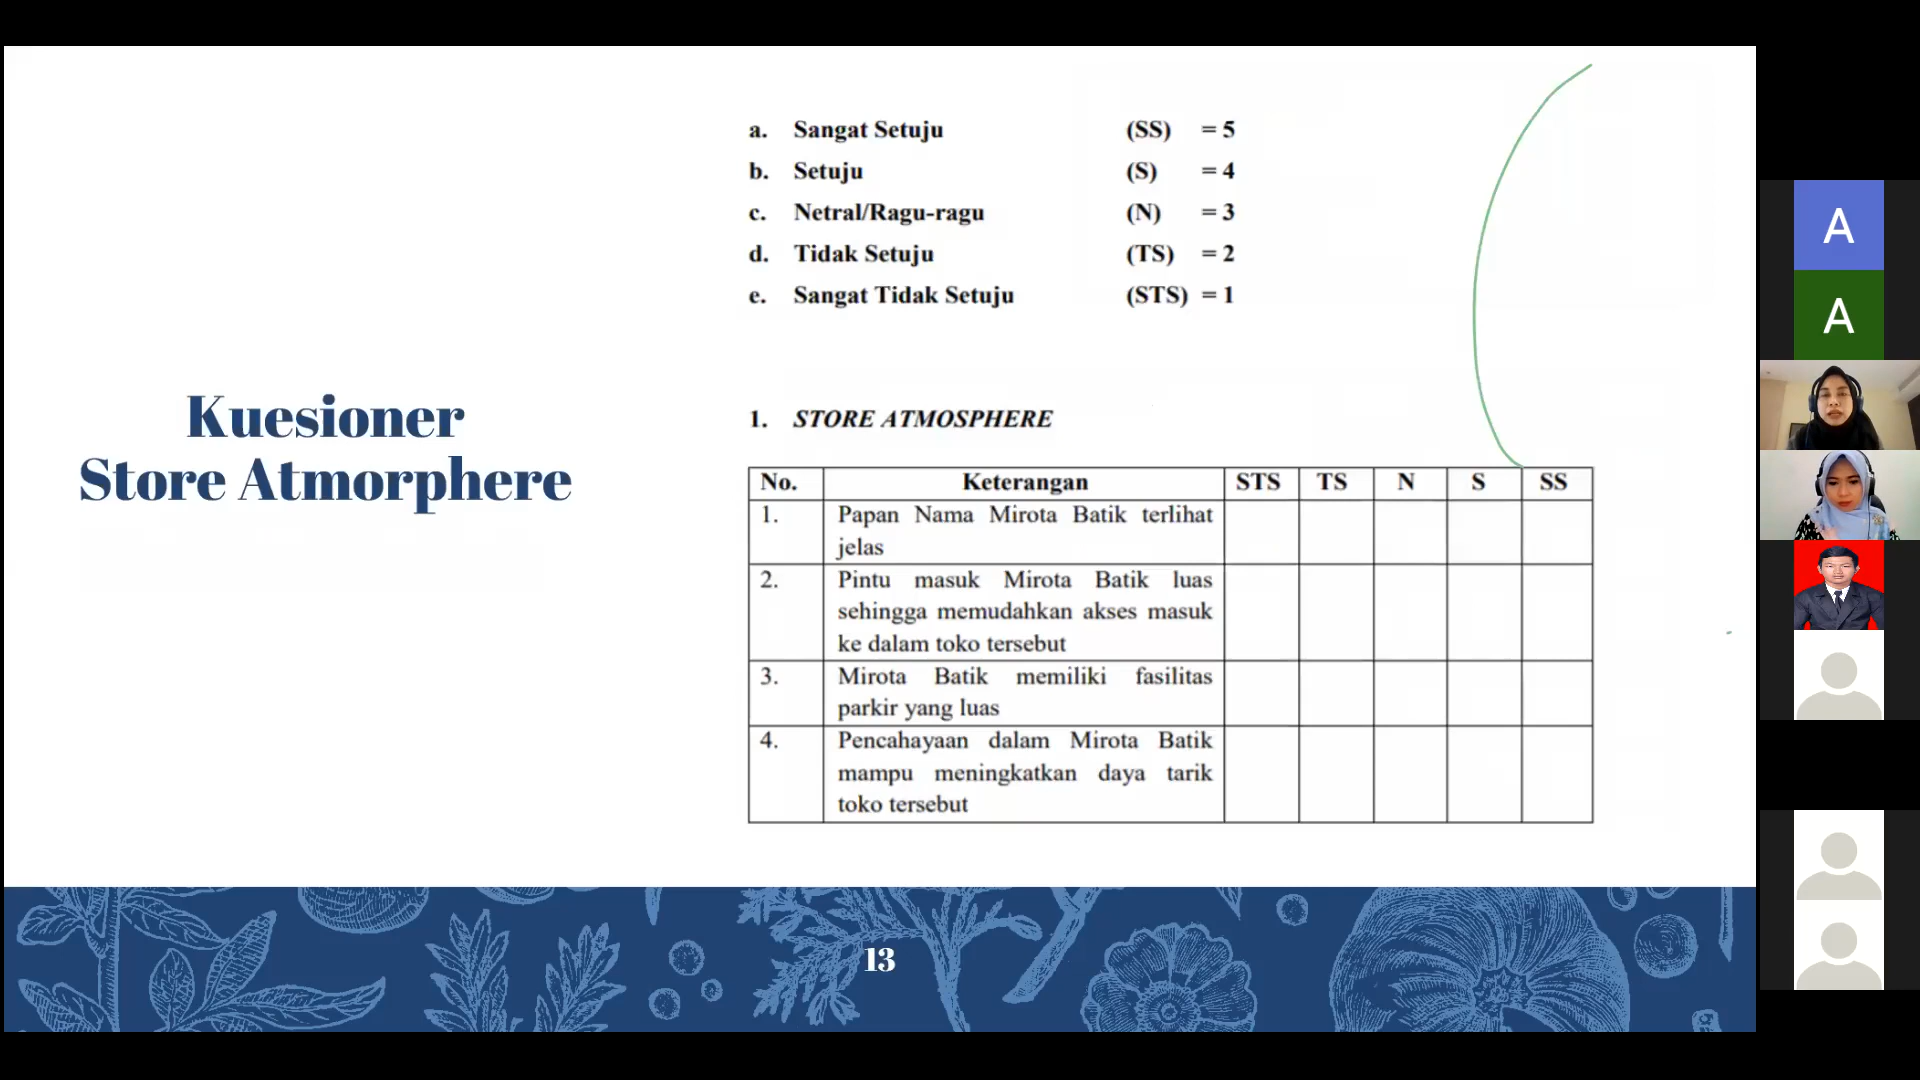 Kuesioner
Store Atmorphere
a. Sangat Setuju (SS) = 5
b. Setuju (S) = 4
c. Netral/Ragu-ragu (N) = 3
d. Tidak Setuju (TS) = 2
e. Sangat Tidak Setuju (STS) = 1
1. STORE ATMOSPHERE
No. Keterangan STS TS N S SS
1. Papan Nama Mirota Batik terlihat
jelas
2. Pintu masuk Mirota Batik luas
sehingga memudahkan akses masuk
ke dalam toko tersebut
3. Mirota Batik memiliki fasilitas
parkir yang luas
4. Pencahayaan dalam Mirota Batik
mampu meningkatkan daya tarik
toko tersebut
13
A
A